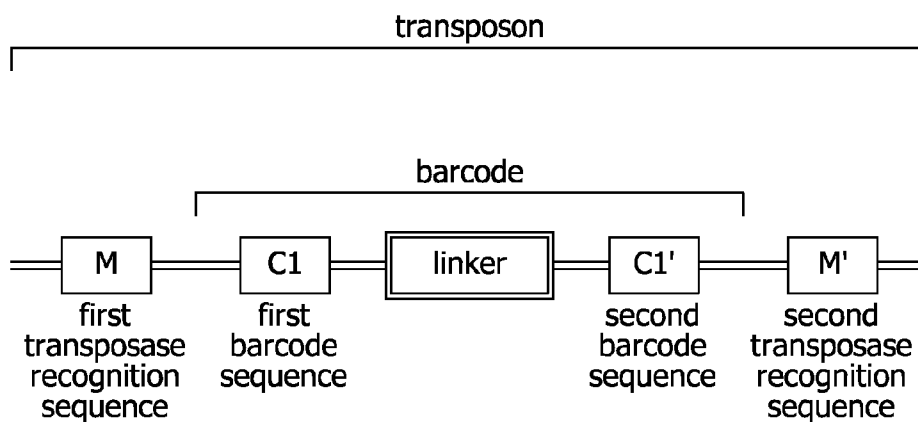 transposon
barcode
M C1 linker C1' M'
first first second second
transposase barcode barcode transposase
recognition sequence sequence recognition
sequence sequence